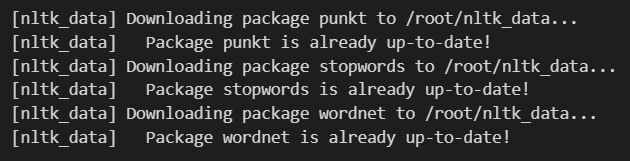 [nltk_data] Downloading package punkt to /root/nltk_data...
[nltk_data]   Package punkt is already up-to-date!
[nltk_data] Downloading package stopwords to /root/nltk_data...
[nltk_data]   Package stopwords is already up-to-date!
[nltk_data] Downloading package wordnet to /root/nltk_data...
[nltk_data]   Package wordnet is already up-to-date!